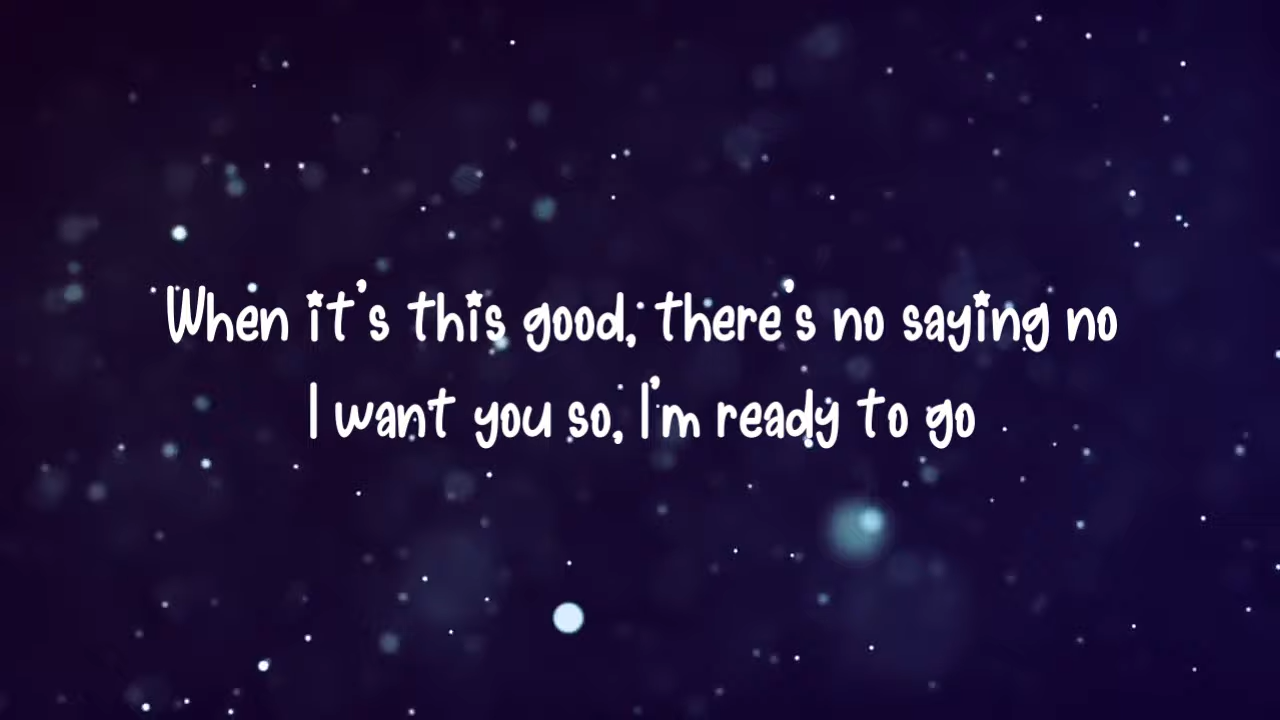 When it's this good, there's no saying no
I want you so, I'm ready to go